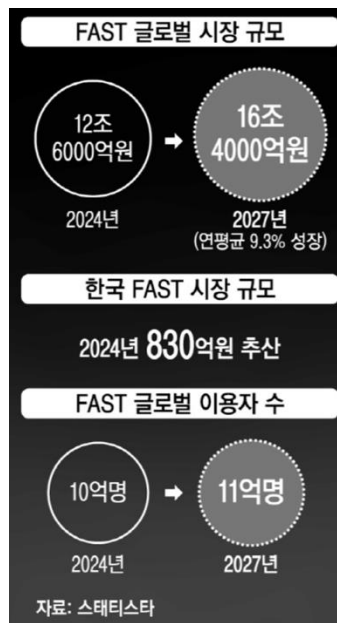 FAST 글로벌 시장 규모
12조
6000억원
16조
4000억원
2024년
2027년
(연평균 9.3% 성장)
한국 FAST 시장 규모
2024년 830억원 추산
FAST 글로벌 이용자 수
10억명
11억명
2024년
2027년
자료: 스태티스타